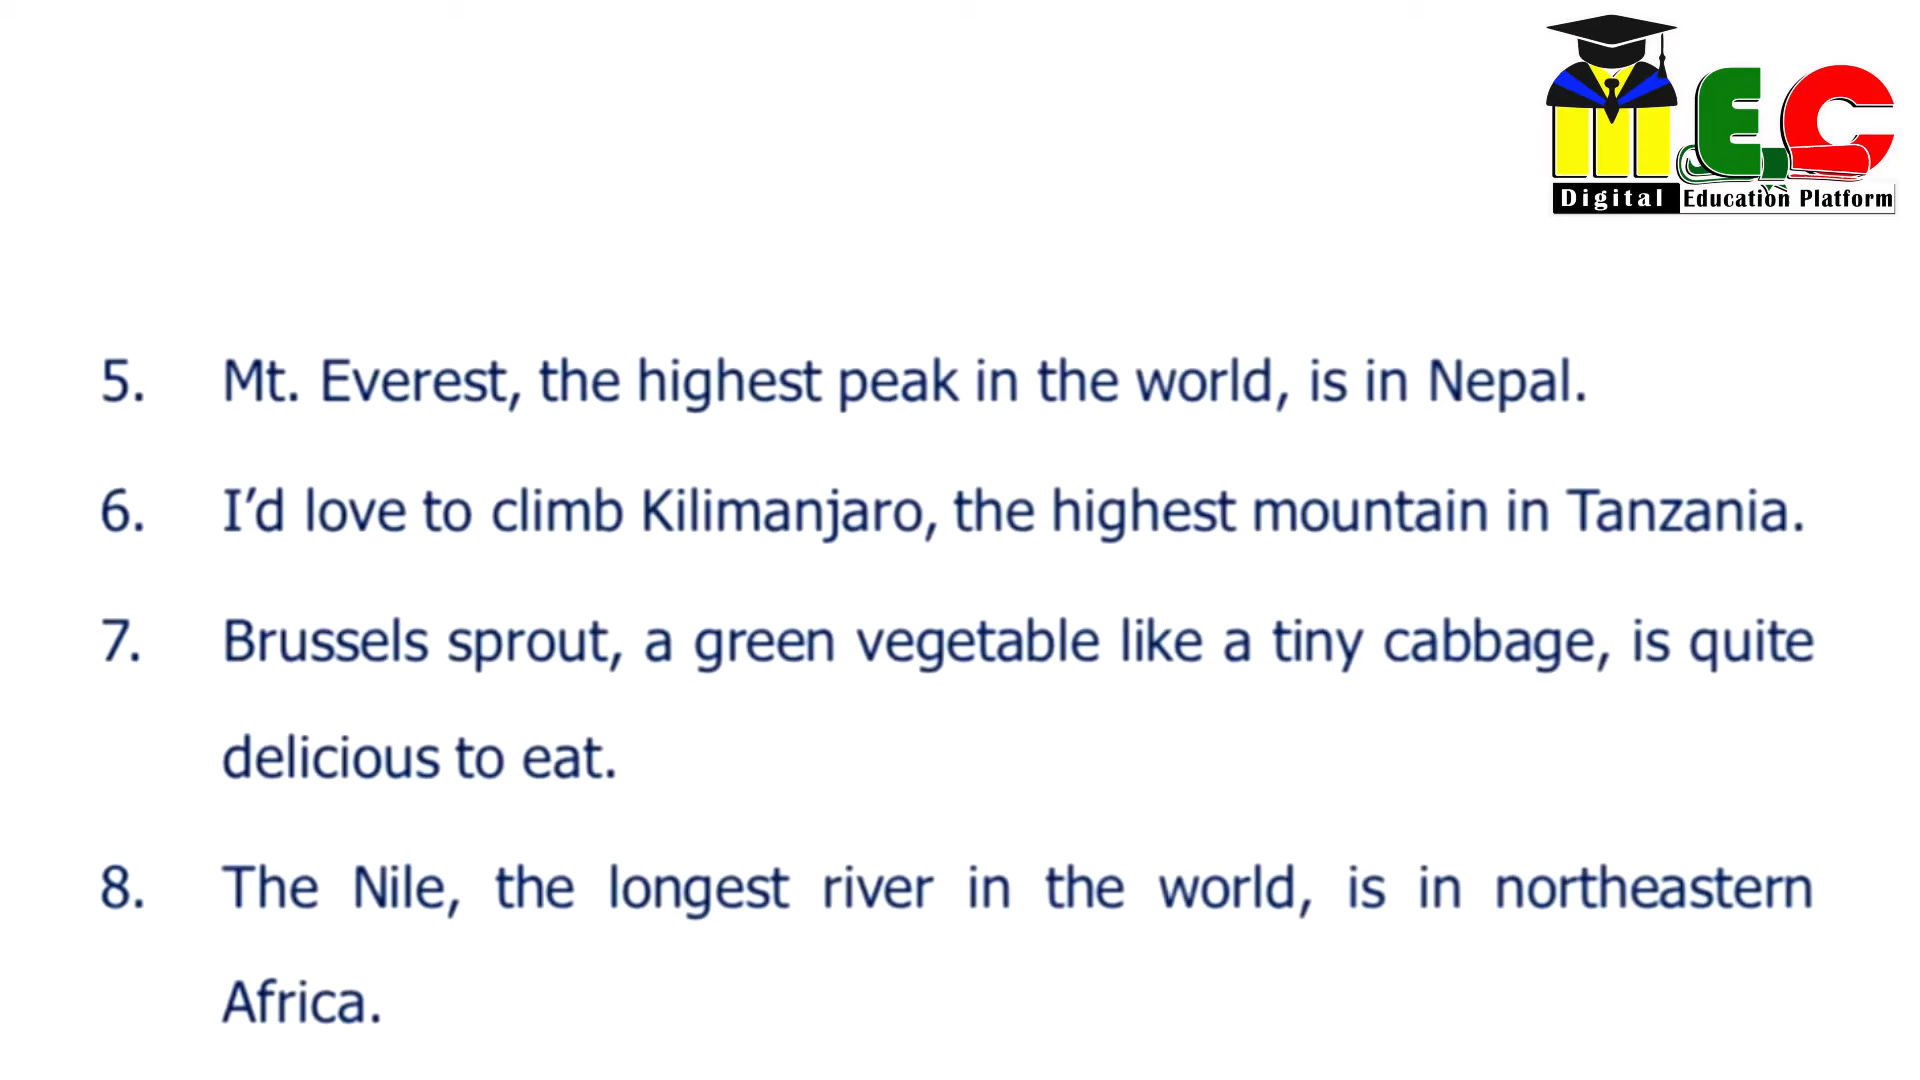 MEC
Digital Education Platform
5. Mt. Everest, the highest peak in the world, is in Nepal.
6. I’d love to climb Kilimanjaro, the highest mountain in Tanzania.
7. Brussels sprout, a green vegetable like a tiny cabbage, is quite
delicious to eat.
8. The Nile, the longest river in the world, is in northeastern
Africa.